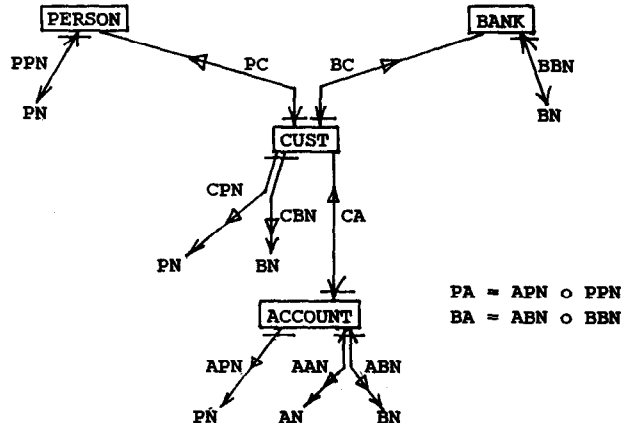 PERSON
BANK
PPN
PC
BC
BBN
PN
BN
CUST
CPN
CBN
CA
PN
BN
PA = APN o PPN
ACCOUNT
BA = ABN o BBN
APN
AAN
ABN
PN
AN
BN